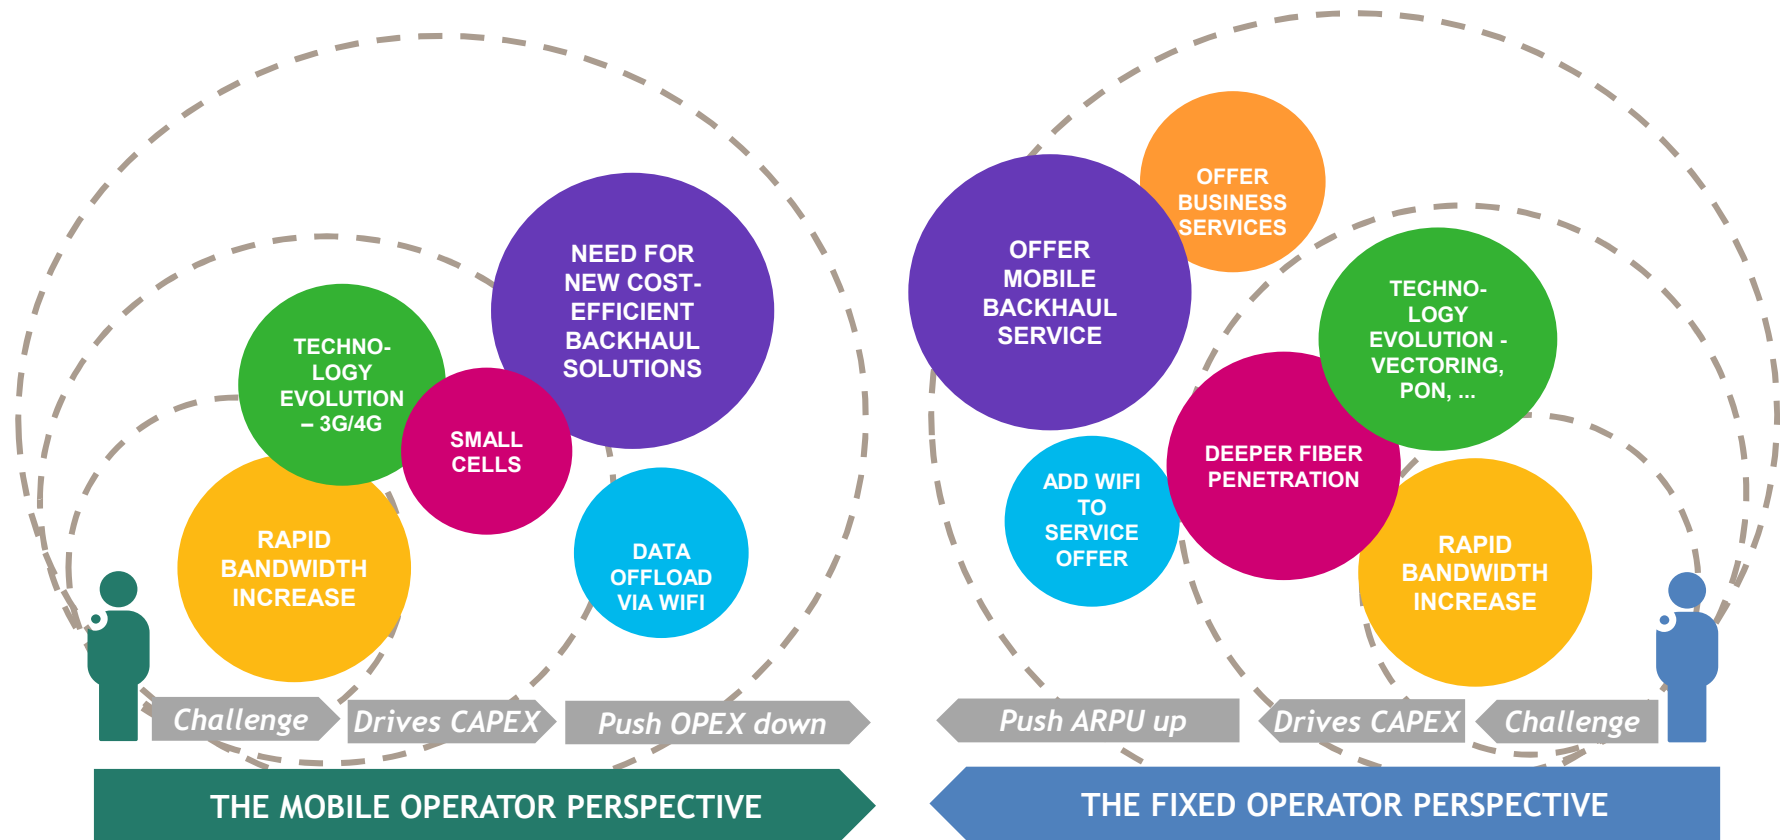 NEED FOR
NEW COST-
EFFICIENT
BACKHAUL
SOLUTIONS
TECHNO-
LOGY
EVOLUTION
– 3G/4G
SMALL
CELLS
RAPID
BANDWIDTH
INCREASE
DATA
OFFLOAD
VIA WIFI
Challenge
Drives CAPEX
Push OPEX down
THE MOBILE OPERATOR PERSPECTIVE
OFFER
BUSINESS
SERVICES
OFFER
MOBILE
BACKHAUL
SERVICE
TECHNO-
LOGY
EVOLUTION -
VECTORING,
PON, ...
DEEPER FIBER
PENETRATION
ADD WIFI
TO
SERVICE
OFFER
RAPID
BANDWIDTH
INCREASE
Push ARPU up
Drives CAPEX
Challenge
THE FIXED OPERATOR PERSPECTIVE